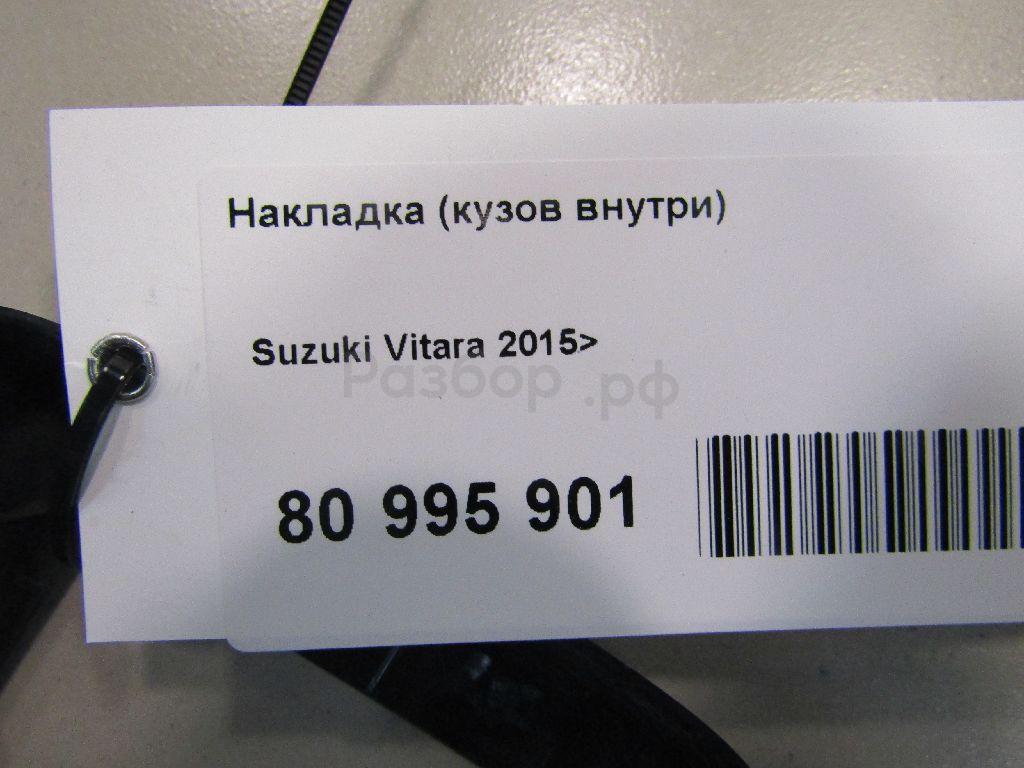 Накладка (кузов внутри)
Suzuki Vitara 2015>
Разбор.рф
80 995 901